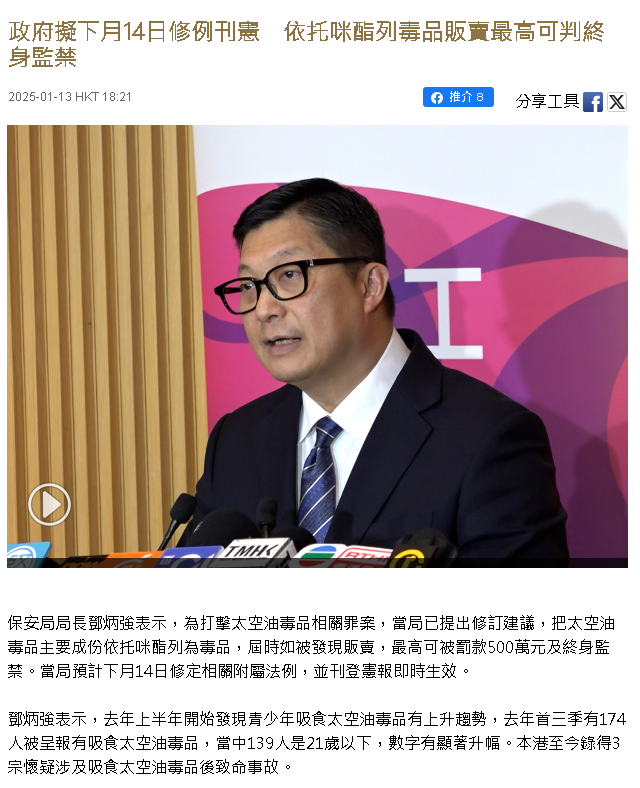 政府擬下月14日修例刊憲　依托咪酯列毒品販賣最高可判終
身監禁
2025-01-13 HKT 18:21
推介 8
分享工具
工
TMHK
保安局局長鄧炳強表示，為打擊太空油毒品相關罪案，當局已提出修訂建議，把太空油
毒品主要成份依托咪酯列為毒品，屆時如被發現販賣，最高可被罰款500萬元及終身監
禁。當局預計下月14日修定相關附屬法例，並刊登憲報即時生效。
鄧炳強表示，去年上半年開始發現青少年吸食太空油毒品有上升趨勢，去年首三季有174
人被呈報有吸食太空油毒品，當中139人是21歲以下，數字有顯著升幅。本港至今錄得3
宗懷疑涉及吸食太空油毒品後致命事故。